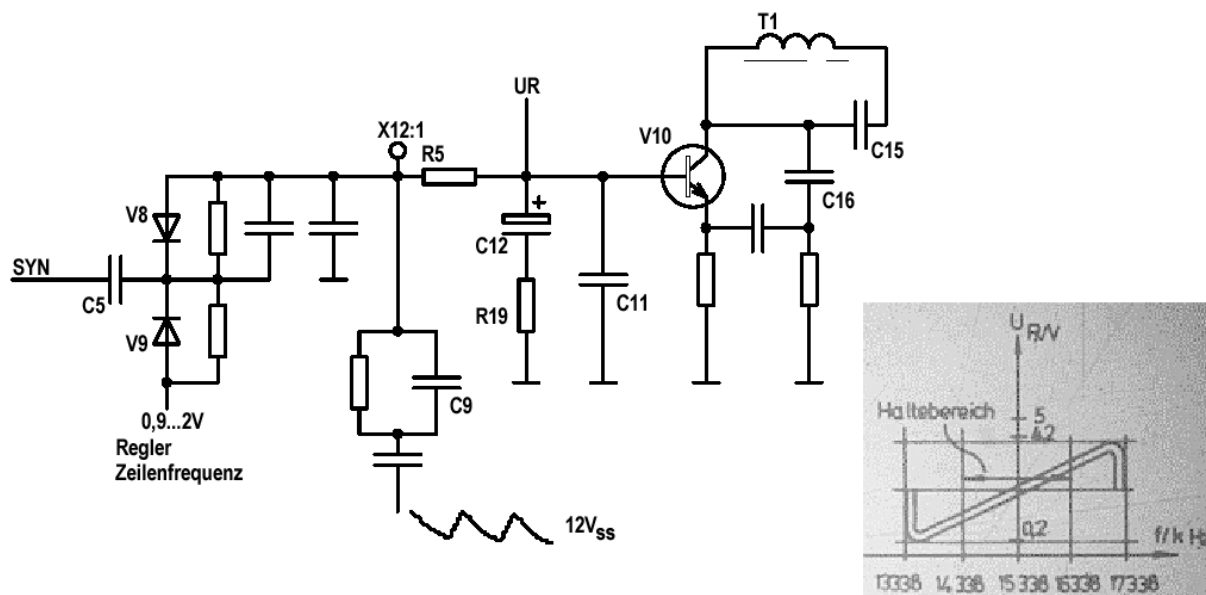 T1
UR
X12:1
V10
R5
C15
V8
C16
C12
SYN
C5
R19
C11
V9
C9
0,9...2V
Regler
Zeilenfrequenz
12Vss
U R/V
Haltebereich
5
4,2
0,2
f/k Hz
13338 14,338 15338 16338 17338